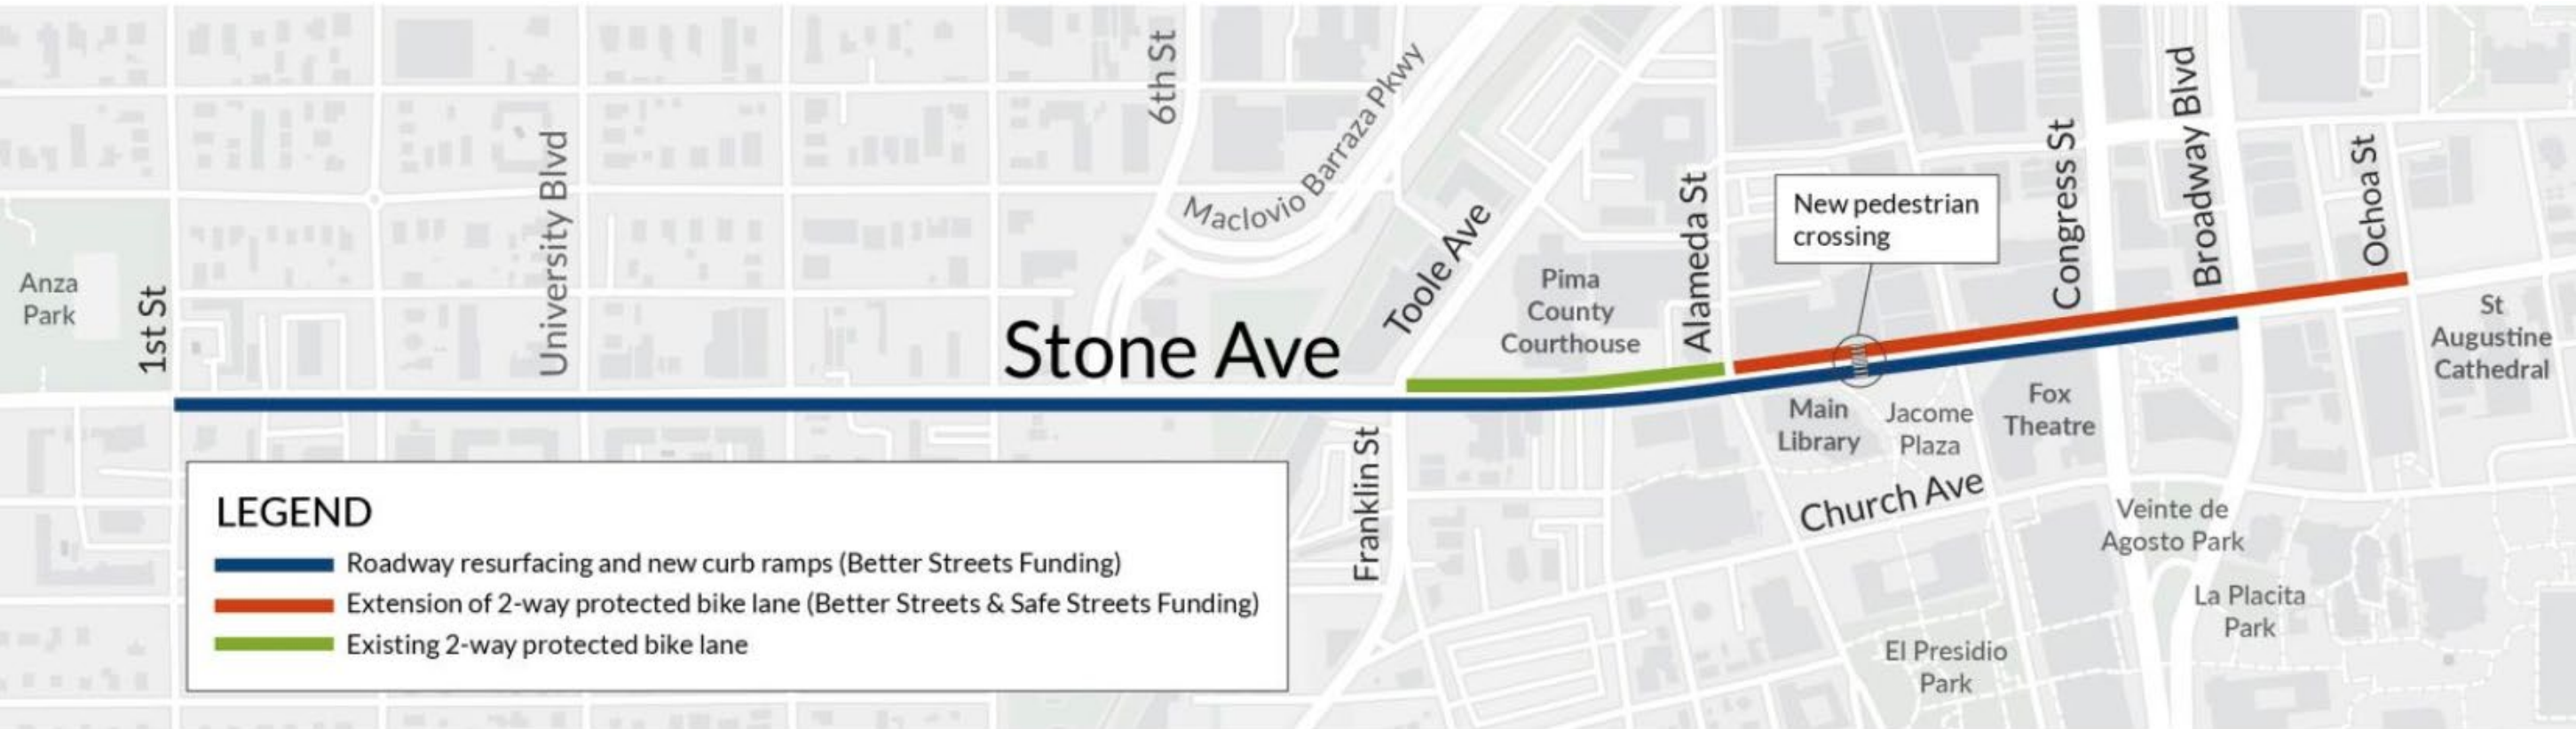 6th St
Maclovio Barraza Pkwy
University Blvd
Anza
Park
1st St
Stone Ave
Toole Ave
Pima
County
Courthouse
Alameda St
New pedestrian
crossing
Congress St
Broadway Blvd
Ochoa St
St
Augustine
Cathedral
Main
Library
Jacome
Plaza
Fox
Theatre
Franklin St
Church Ave
Veinte de
Agosto Park
La Placita
Park
El Presidio
Park
LEGEND
Roadway resurfacing and new curb ramps (Better Streets Funding)
Extension of 2-way protected bike lane (Better Streets & Safe Streets Funding)
Existing 2-way protected bike lane